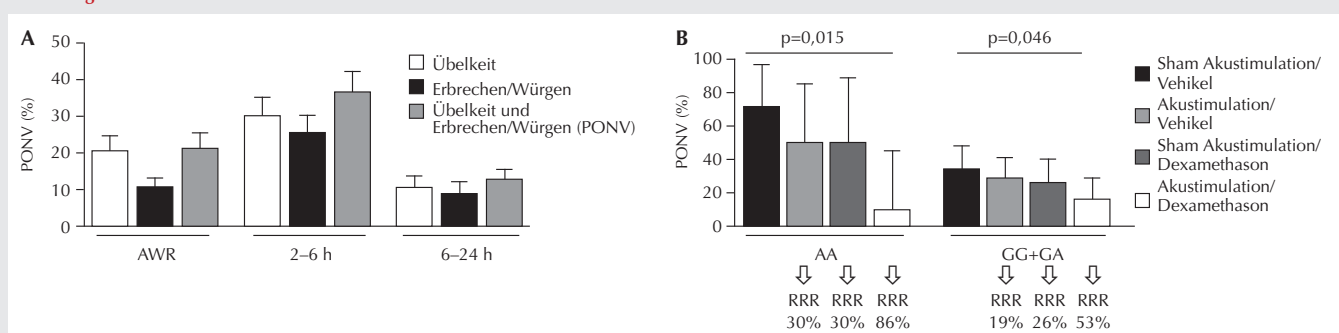 A
PONV (%)
50
40
30
20
10
0
Übelkeit
Erbrechen/Würgen
Übelkeit und
Erbrechen/Würgen (PONV)
AWR 2–6 h 6–24 h
B
p=0,015 p=0,046
PONV (%)
100
80
60
40
20
0
Sham Akustimulation/
Vehikel
Akustimulation/
Vehikel
Sham Akustimulation/
Dexamethason
Akustimulation/
Dexamethason
AA GG+GA
RRR RRR RRR RRR RRR RRR
30% 30% 86% 19% 26% 53%